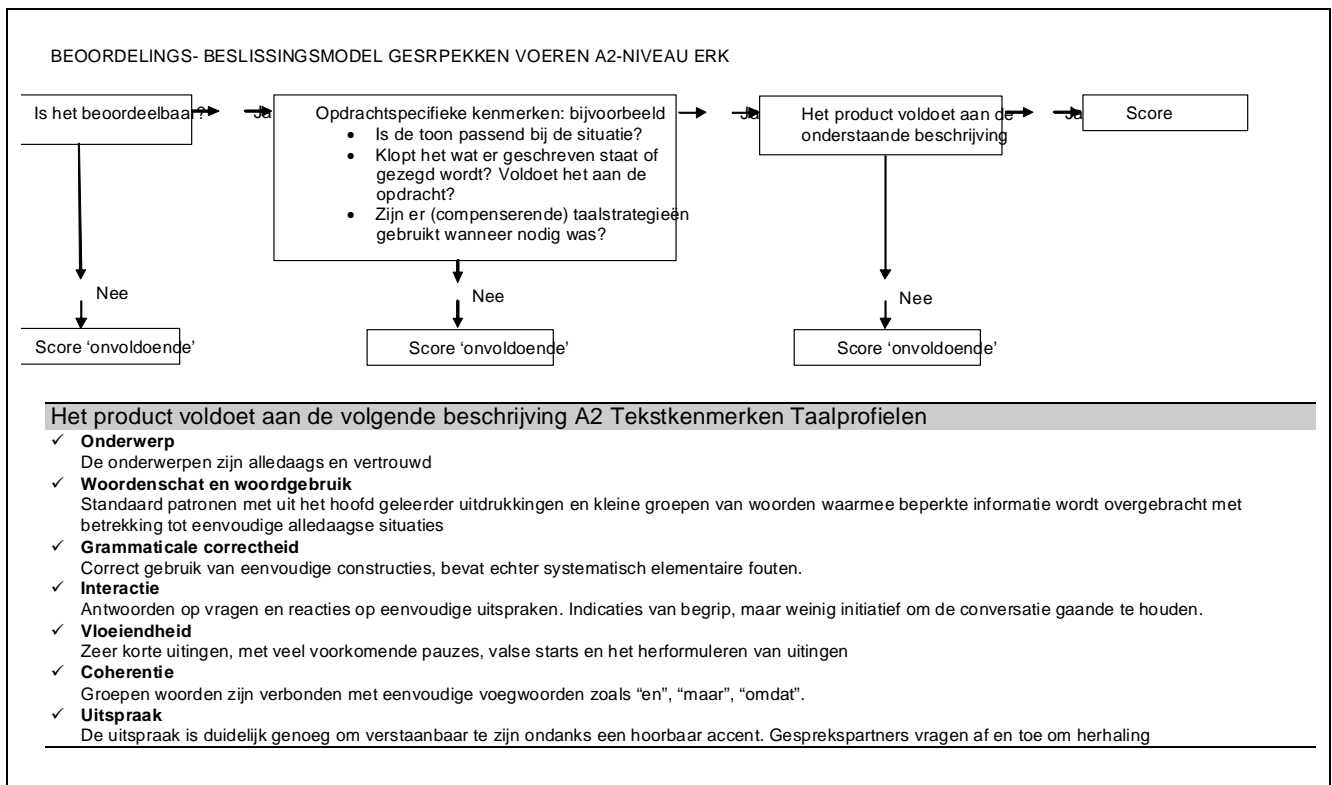 BEOORDELINGS- BESLISSINGSMODEL GESRPEKKEN VOEREN A2-NIVEAU ERK
Is het beoordeelbar?
Ja
Opdrachtspecifieke kenmerken: bijvoorbeeld
• Is de toon passend bij de situatie?
• Klopt het wat er geschreven staat of
gezegd wordt? Voldoet het aan de
opdracht?
• Zijn er (compenserende) taalstrategieën
gebruikt wanneer nodig was?
Ja
Het product voldoet aan de
onderstaande beschrijving
Ja
Score
Nee
Nee
Nee
Score ‘onvoldoende’
Score ‘onvoldoende’
Score ‘onvoldoende’
Het product voldoet aan de volgende beschrijving A2 Tekstkenmerken Taalprofielen
✓ Onderwerp
De onderwerpen zijn alledaags en vertrouwd
✓ Woordenschat en woordgebruik
Standaard patronen met uit het hoofd geleerder uitdrukkingen en kleine groepen van woorden waarmee beperkte informatie wordt overgebracht met
betrekking tot eenvoudige alledaagse situaties
✓ Grammaticale correctheid
Correct gebruik van eenvoudige constructies, bevat echter systematisch elementaire fouten.
✓ Interactie
Antwoorden op vragen en reacties op eenvoudige uitspraken. Indicaties van begrip, maar weinig initiatief om de conversatie gaande te houden.
✓ Vloeiendheid
Zeer korte uitingen, met veel voorkomende pauzes, valse starts en het herformuleren van uitingen
✓ Coherentie
Groepen woorden zijn verbonden met eenvoudige voegwoorden zoals “en”, “maar”, “omdat”.
✓ Uitspraak
De uitspraak is duidelijk genoeg om verstaanbar te zijn ondanks een hoorbaar accent. Gesprekspartners vragen af en toe om herhaling